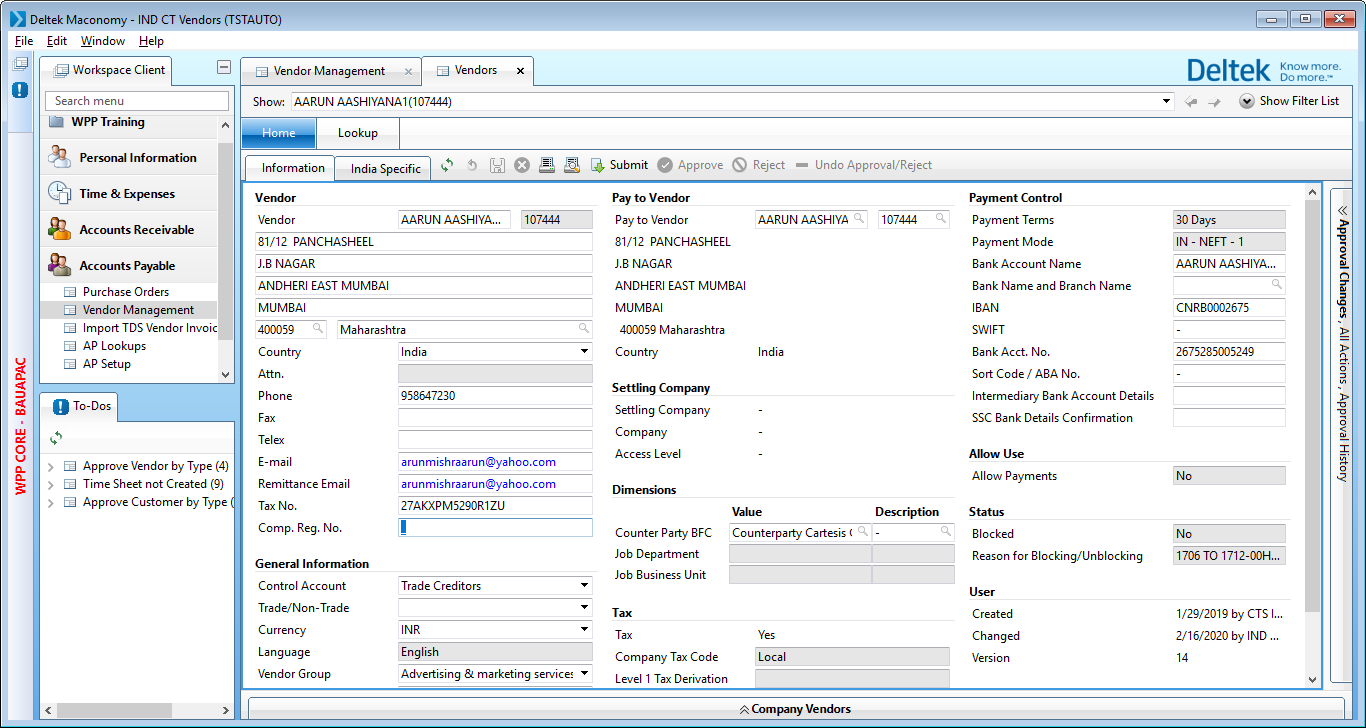 Deltek Maconomy - IND CT Vendors (TSTAUTO)
File Edit Window Help
Workspace Client
Search menu
WPP Training
Personal Information
Time & Expenses
Accounts Receivable
Accounts Payable
Purchase Orders
Vendor Management
Import TDS Vendor Invoic
AP Lookups
AP Setup
WPP CORE - BAUAPAC
To-Dos
Approve Vendor by Type (4)
Time Sheet not Created (9)
Approve Customer by Type (
Vendor Management
Vendors
Deltek Know more.
Do more.™
Show: AARUN AASHIYANA1(107444)
Show Filter List
Home Lookup
Information India Specific Submit Approve Reject Undo Approval/Reject
Vendor
Vendor AARUN AASHIYA... 107444
81/12 PANCHASHEEL
J.B NAGAR
ANDHERI EAST MUMBAI
MUMBAI
400059 Maharashtra
Country India
Attn.
Phone 958647230
Fax
Telex
E-mail arunmishraarun@yahoo.com
Remittance Email arunmishraarun@yahoo.com
Tax No. 27AKXPM5290R1ZU
Comp. Reg. No.
General Information
Control Account Trade Creditors
Trade/Non-Trade
Currency INR
Language English
Vendor Group Advertising & marketing services
Pay to Vendor
Pay to Vendor AARUN AASHIYA 107444
81/12 PANCHASHEEL
J.B NAGAR
ANDHERI EAST MUMBAI
MUMBAI
400059 Maharashtra
Country India
Settling Company
Settling Company -
Company -
Access Level -
Dimensions
Value Description
Counter Party BFC Counterparty Cartesis -
Job Department
Job Business Unit
Tax
Tax Yes
Company Tax Code Local
Level 1 Tax Derivation
Payment Control
Payment Terms 30 Days
Payment Mode IN - NEFT - 1
Bank Account Name AARUN AASHIYA...
Bank Name and Branch Name
IBAN CNRB0002675
SWIFT -
Bank Acct. No. 2675285005249
Sort Code / ABA No. -
Intermediary Bank Account Details
SSC Bank Details Confirmation
Allow Use
Allow Payments No
Status
Blocked No
Reason for Blocking/Unblocking 1706 TO 1712-00H...
User
Created 1/29/2019 by CTS I...
Changed 2/16/2020 by IND ...
Version 14
Approval Changes , All Actions , Approval History
Company Vendors